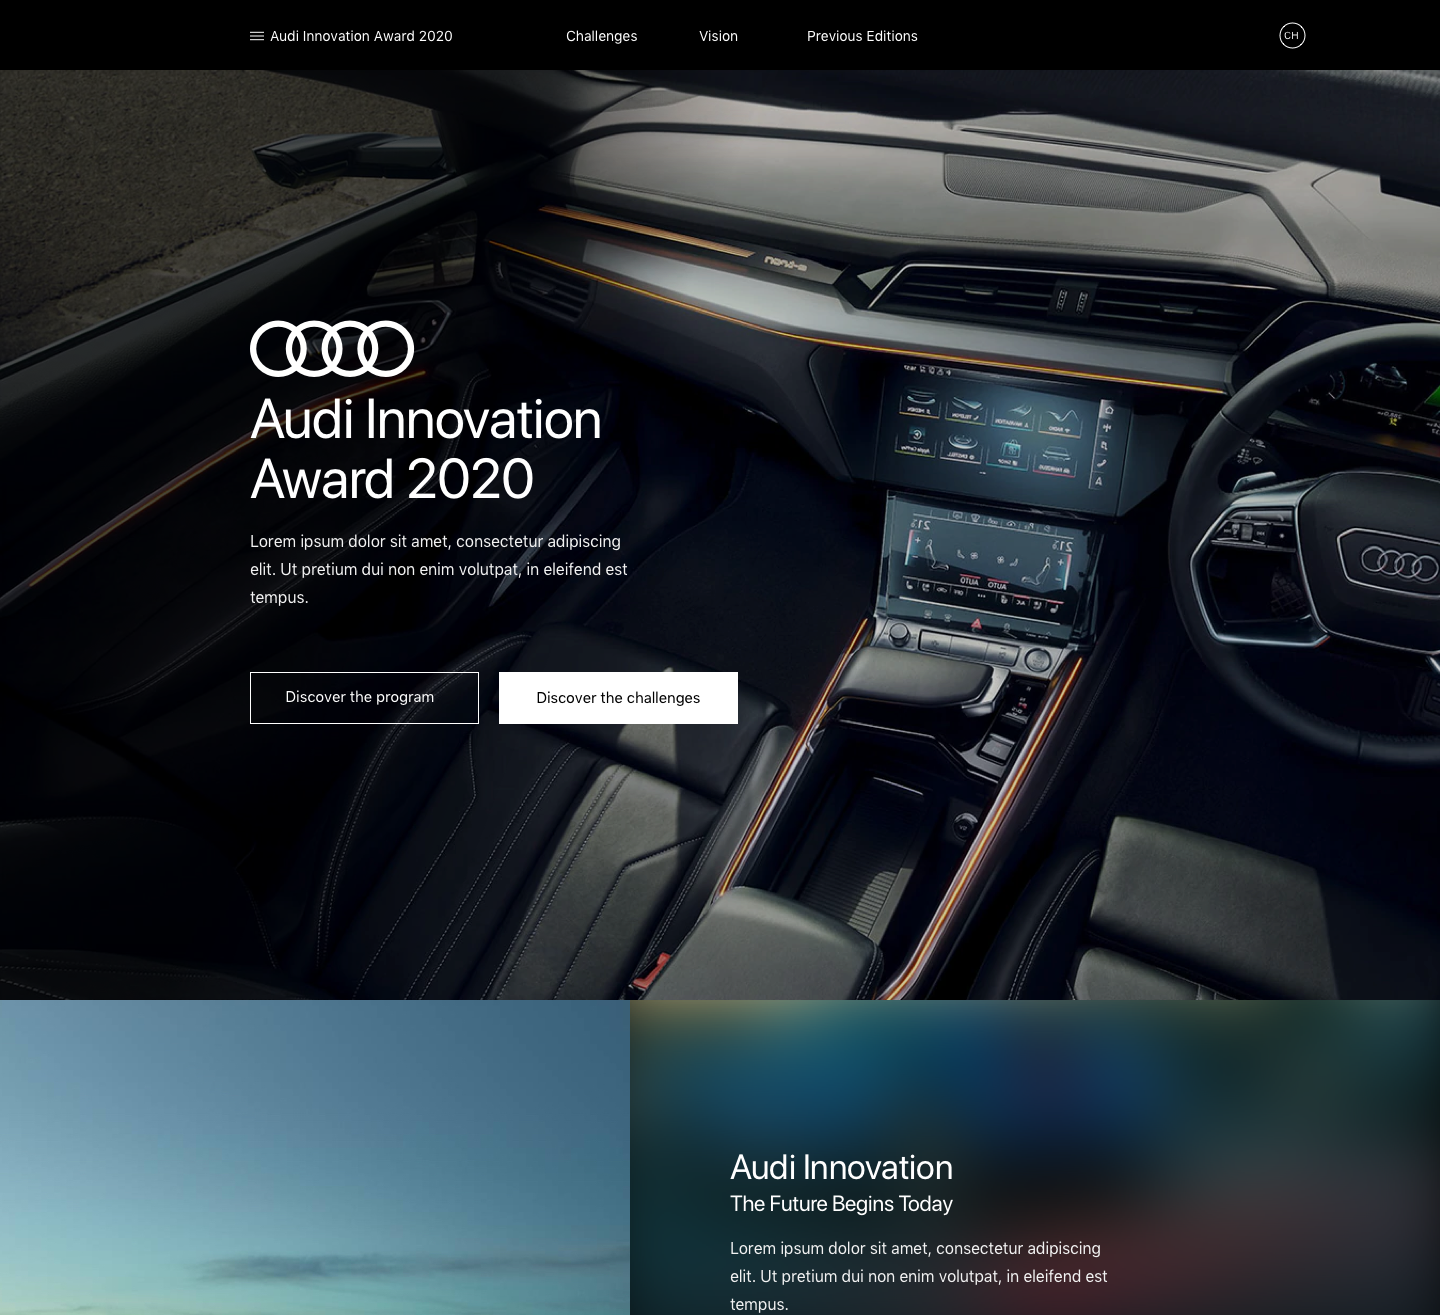 Audi Innovation Award 2020
Challenges
Vision
Previous Editions
CH
Audi Innovation
Award 2020
Lorem ipsum dolor sit amet, consectetur adipiscing
elit. Ut pretium dui non enim volutpat, in eleifend est
tempus.
Discover the program
Discover the challenges
Audi Innovation
The Future Begins Today
Lorem ipsum dolor sit amet, consectetur adipiscing
elit. Ut pretium dui non enim volutpat, in eleifend est
tempus.